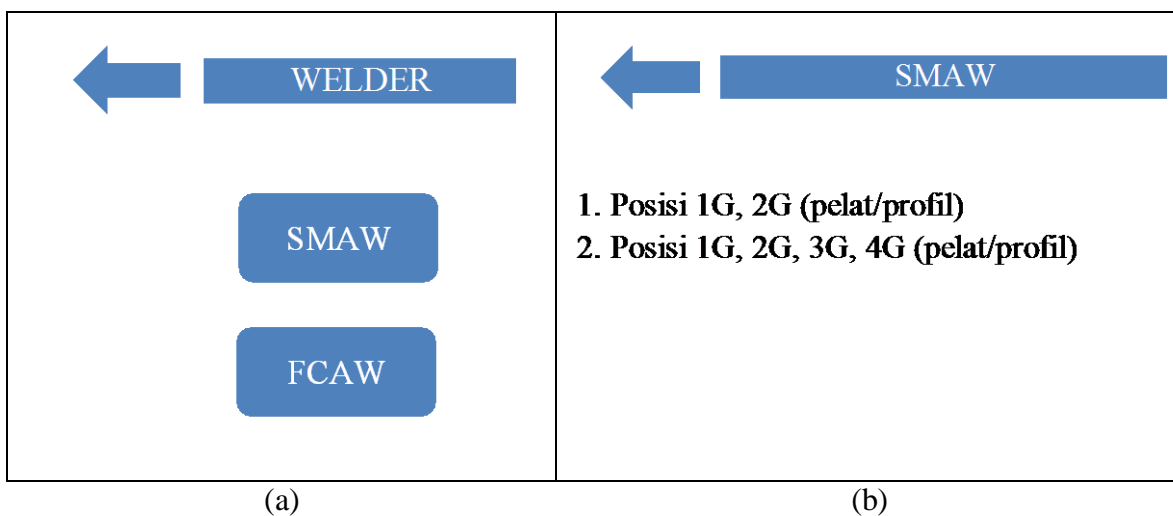 WELDER
SMAW
FCAW
(a)
SMAW
1. Posisi 1G, 2G (pelat/profil)
2. Posisi 1G, 2G, 3G, 4G (pelat/profil)
(b)